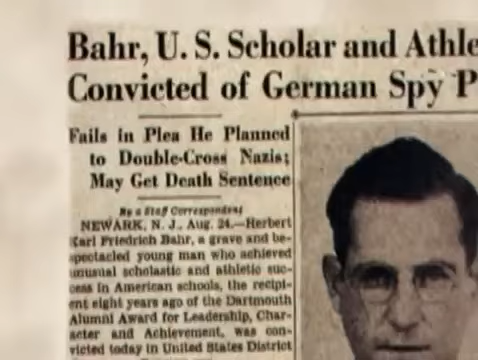 Bahr, U. S. Scholar and Athle
Convicted of German Spy P
Fails in Plea He Planned
to Double-Cross Nazis;
May Get Death Sentence
By a Staff Correspondent
NEWARK, N. J., Aug. 24.—Herbert
Karl Friedrich Bahr, a grave and be-
spectacled young man who achieved
unusual scholastic and athletic suc-
cess in American schools, the recipi-
ent eight years ago of the Dartmouth
Alumni Award for Leadership, Char-
acter and Achievement, was con-
victed today in United States District